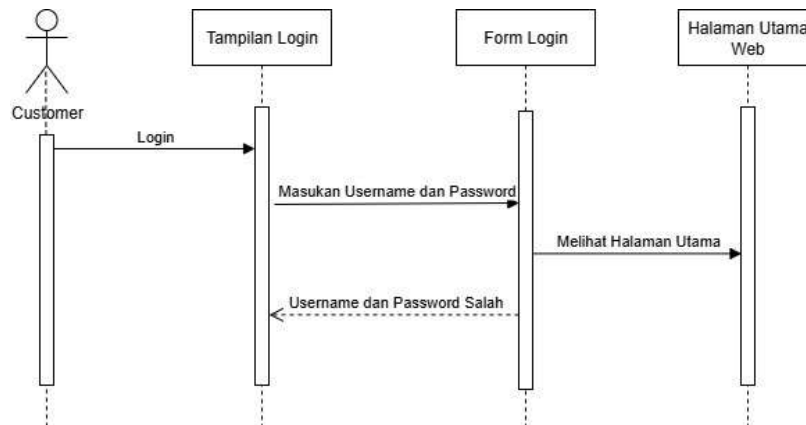 Tampilan Login
Form Login
Halaman Utama
Web
Customer
Login
Masukan Username dan Password
Melihat Halaman Utama
Username dan Password Salah